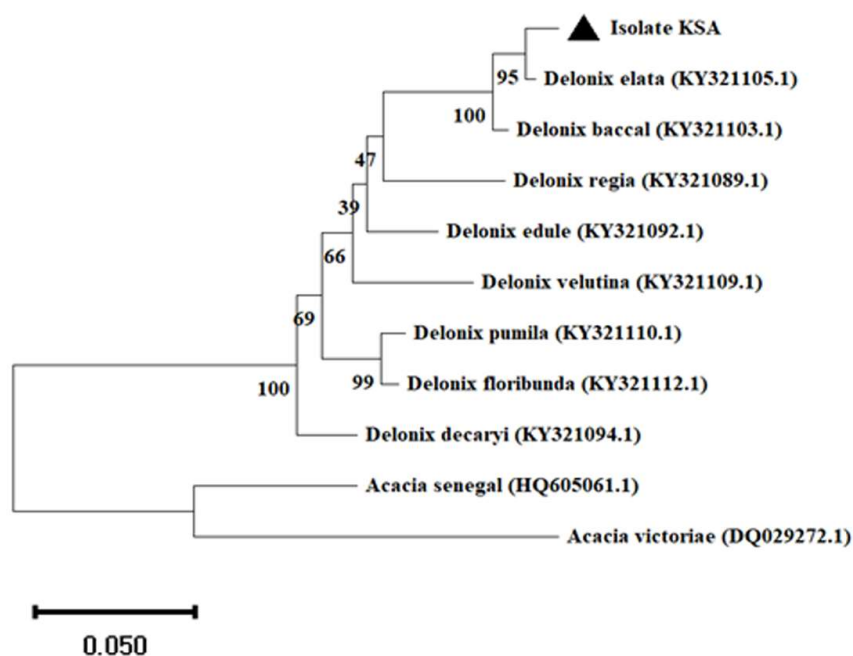 Isolate KSA
95
Delonix elata (KY321105.1)
100
Delonix baccal (KY321103.1)
47
Delonix regia (KY321089.1)
39
Delonix edule (KY321092.1)
66
Delonix velutina (KY321109.1)
69
Delonix pumila (KY321110.1)
99
Delonix floribunda (KY321112.1)
100
Delonix decaryi (KY321094.1)
Acacia senegal (HQ605061.1)
Acacia victoriae (DQ029272.1)
0.050